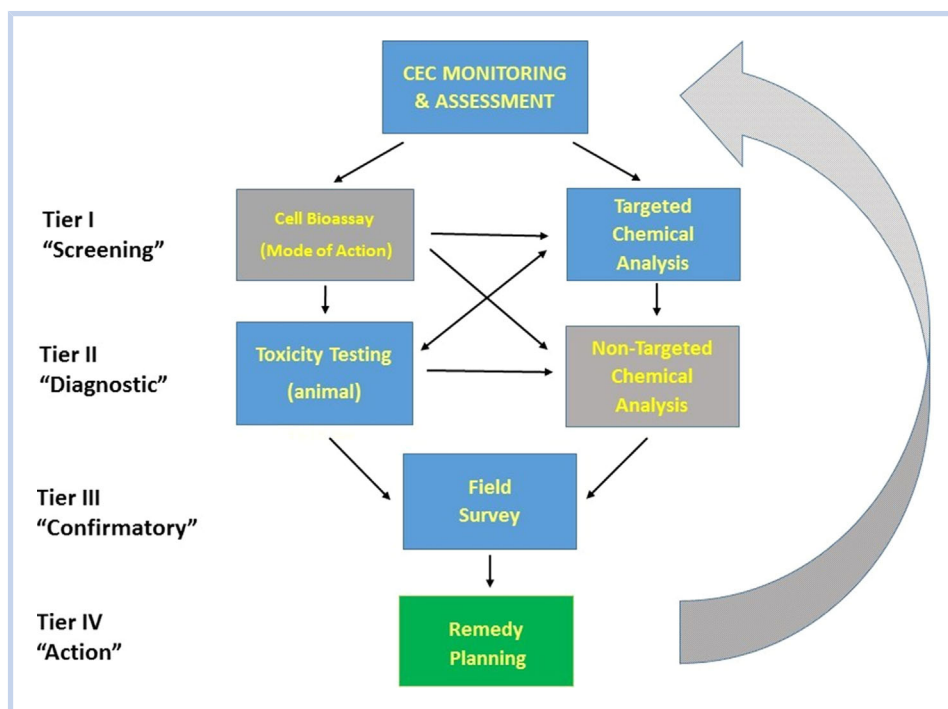 CEC MONITORING
& ASSESSMENT
Tier I
“Screening”
Cell Bioassay
(Mode of Action)
Targeted
Chemical
Analysis
Tier II
“Diagnostic”
Toxicity Testing
(animal)
Non-Targeted
Chemical
Analysis
Tier III
“Confirmatory”
Field
Survey
Tier IV
“Action”
Remedy
Planning